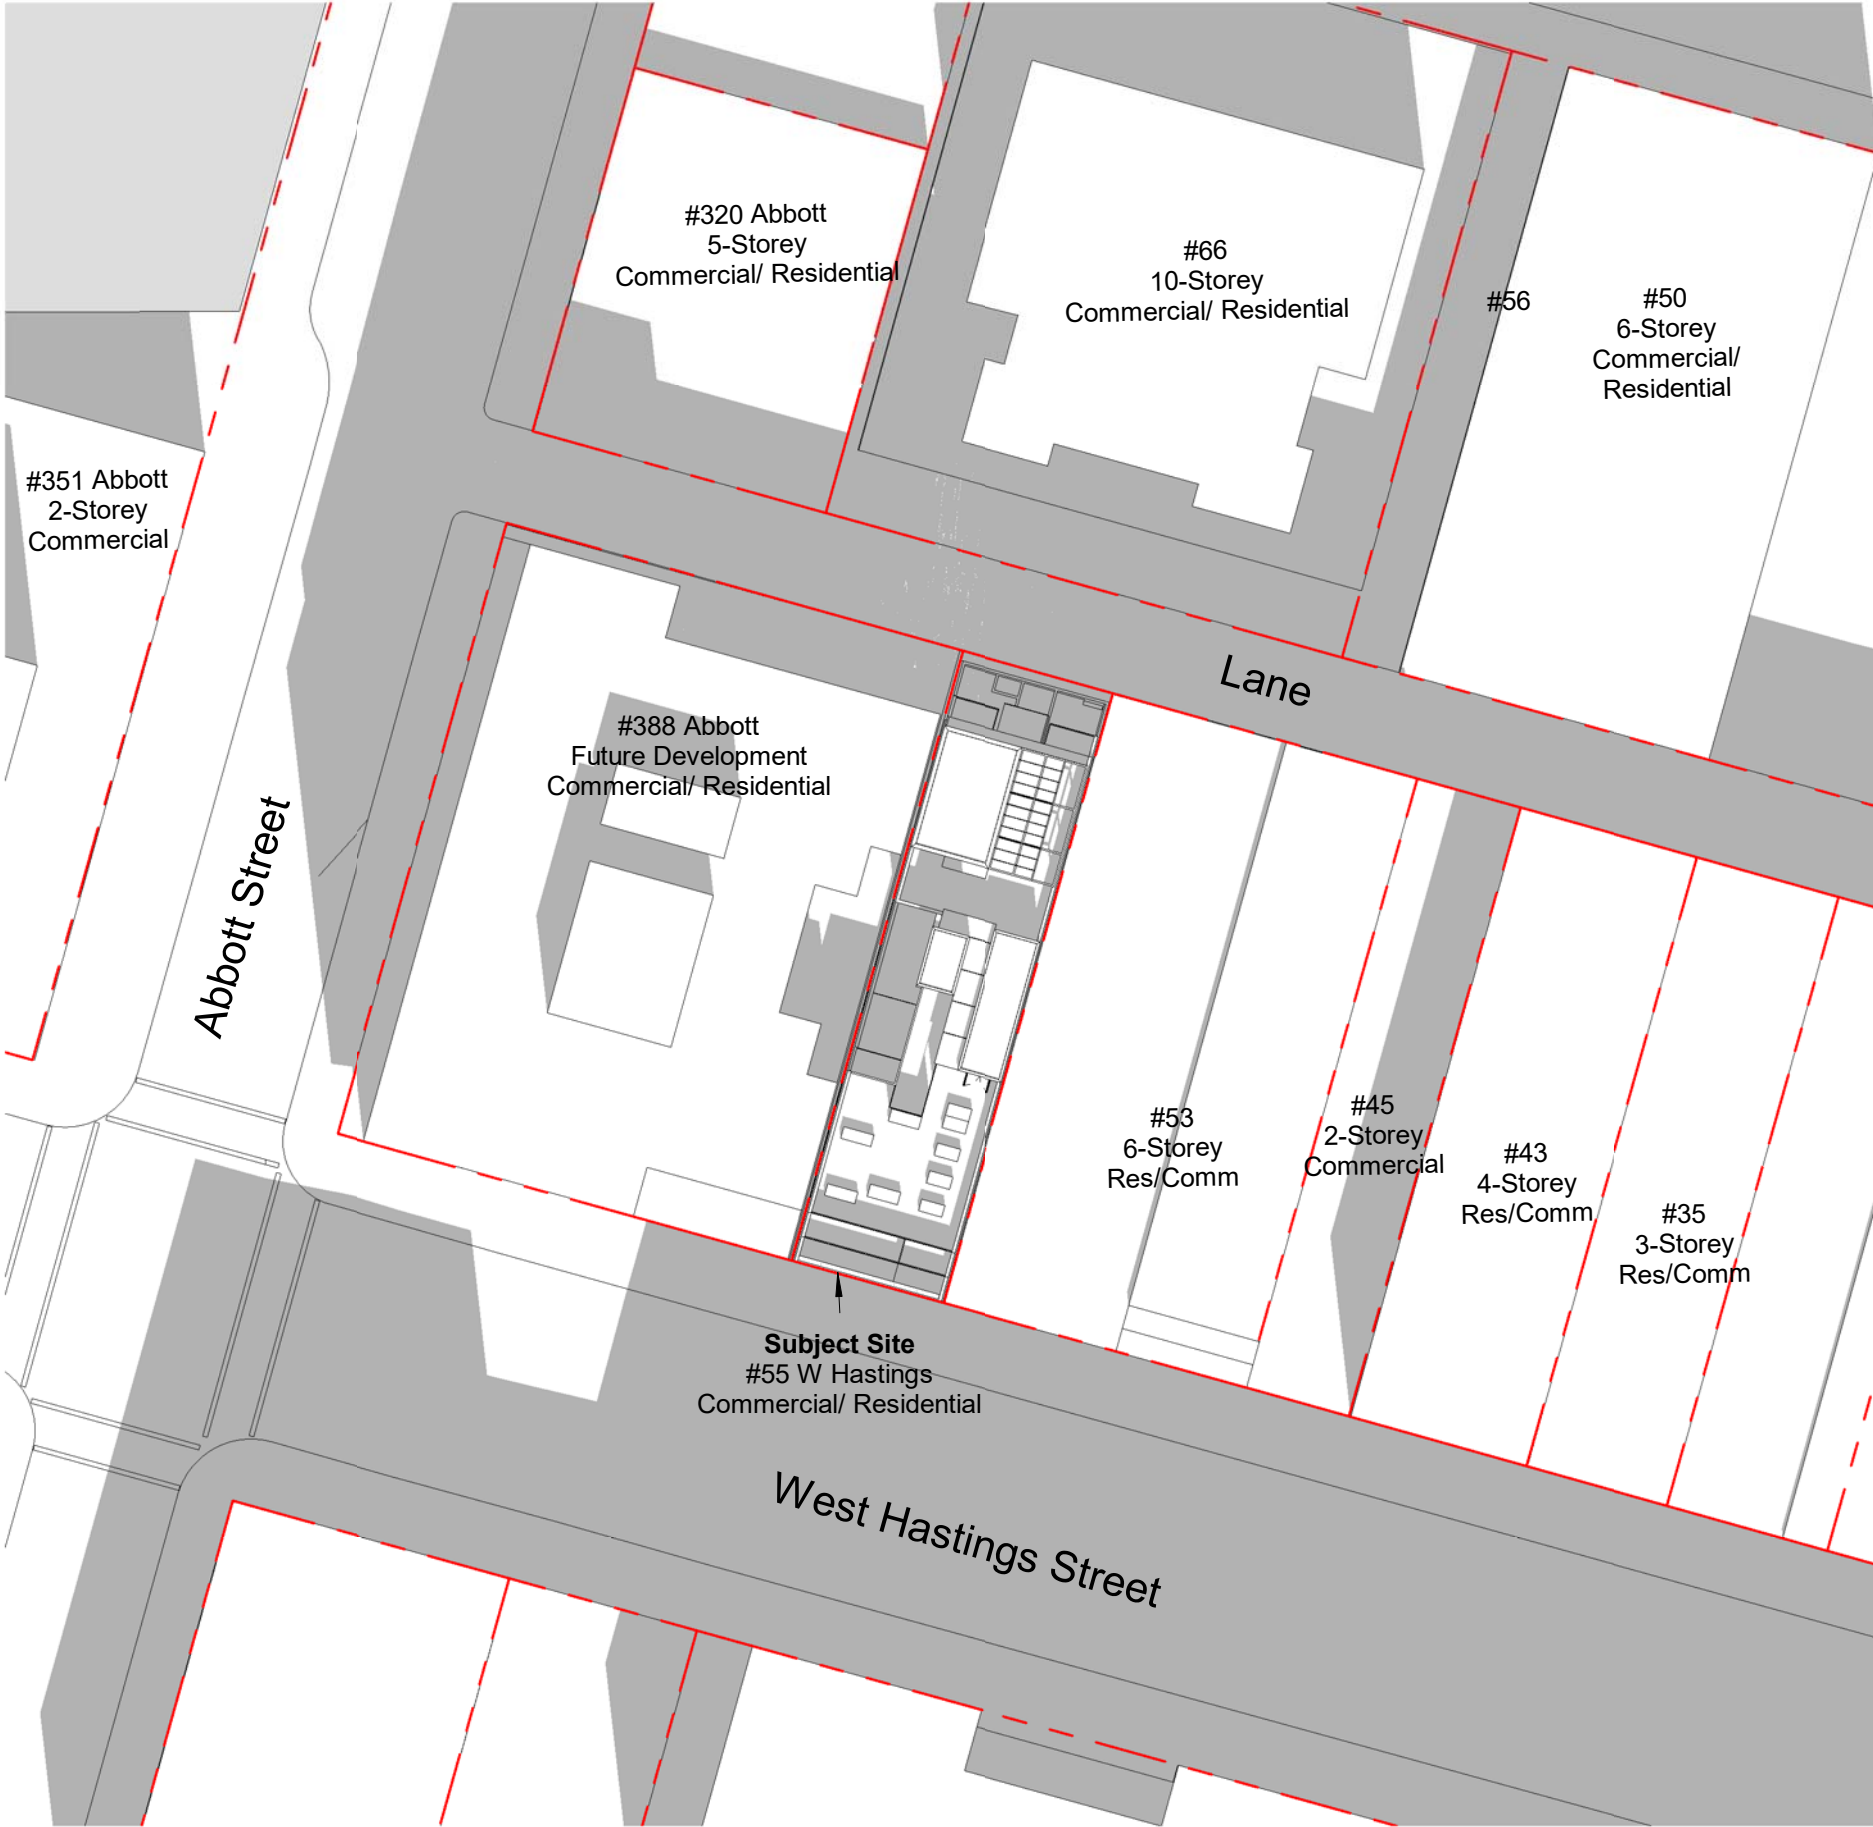 #320 Abbott
5-Storey
Commercial/ Residential
#66
10-Storey
Commercial/ Residential
#56
#50
6-Storey
Commercial/
Residential
#351 Abbott
2-Storey
Commercial
Lane
#388 Abbott
Future Development
Commercial/ Residential
Abbott Street
#53
6-Storey
Res/Comm
#45
2-Storey
Commercial
#43
4-Storey
Res/Comm
#35
3-Storey
Res/Comm
Subject Site
#55 W Hastings
Commercial/ Residential
West Hastings Street